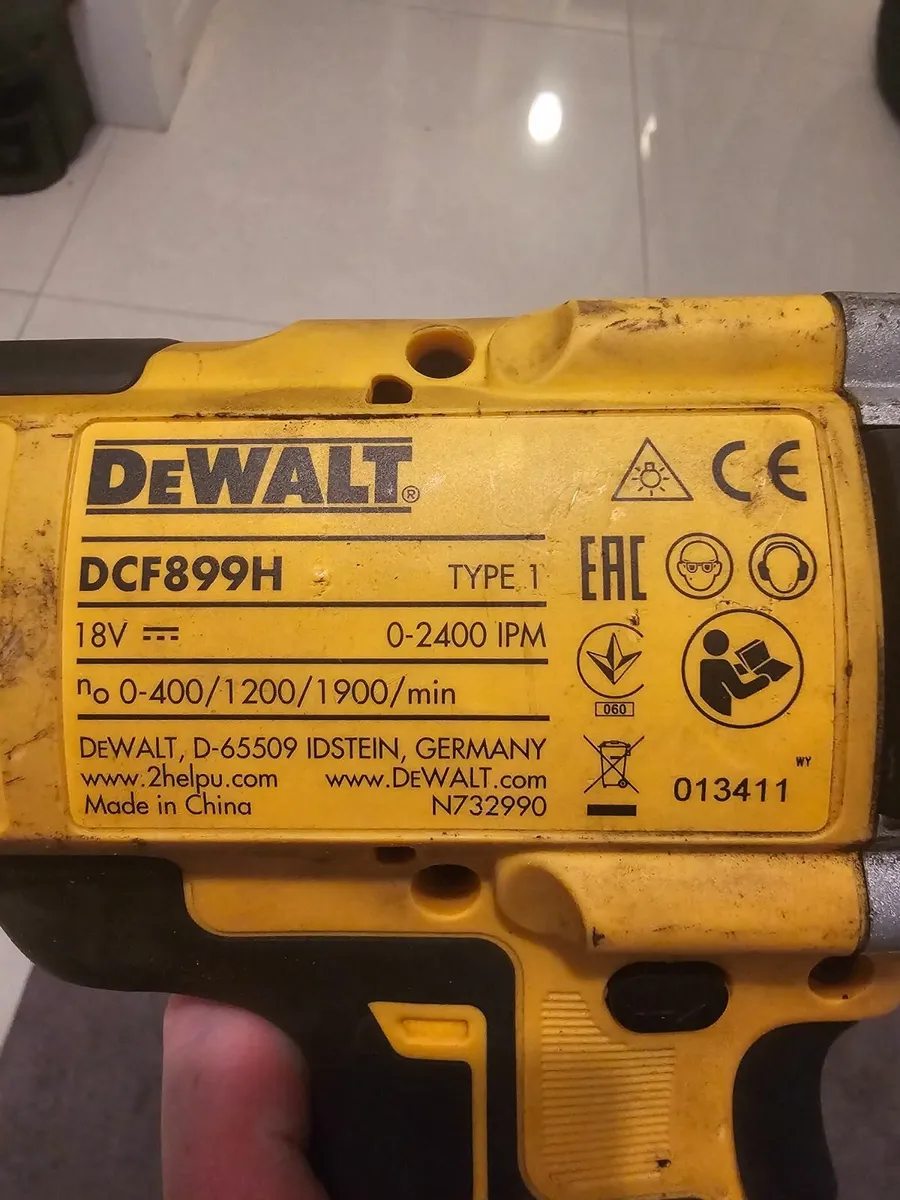 DEWALT®
DCF899H TYPE 1
18V 0-2400 IPM
n₀ 0-400/1200/1900/min
DEWALT, D-65509 IDSTEIN, GERMANY
www.2helpu.com www.DEWALT.com
Made in China N732990
CE
EAC
060
WY
013411